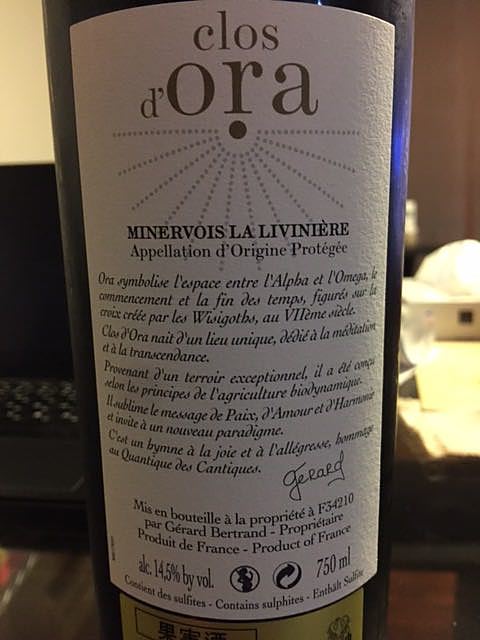 clos
d'ora
MINERVOIS LA LIVINIÈRE
Appellation d'Origine Protégée
Ora symbolise l'espace entre l'Alpha et l'Omega, le
commencement et la fin des temps, figurés sur la
croix créée par les Wisigoths, au VIIème siècle.
Clos d'Ora nait d'un lieu unique, dédié à la méditation
et à la transcendance.
Provenant d'un terroir exceptionnel, il a été conçu
selon les principes de l'agriculture biodynamique.
Il sublime le message de Paix, d'Amour et d'Harmonie
et invite à un nouveau paradigme.
C'est un hymne à la joie et à l'allégresse, hommage
au Quantique des Cantiques.
Gérard
Mis en bouteille à la propriété à F34210
par Gérard Bertrand - Propriétaire
Produit de France - Product of France
alc. 14,5% by vol. 750 ml
Contient des sulfites - Contains sulphites - Enthält Sulfite
果実酒